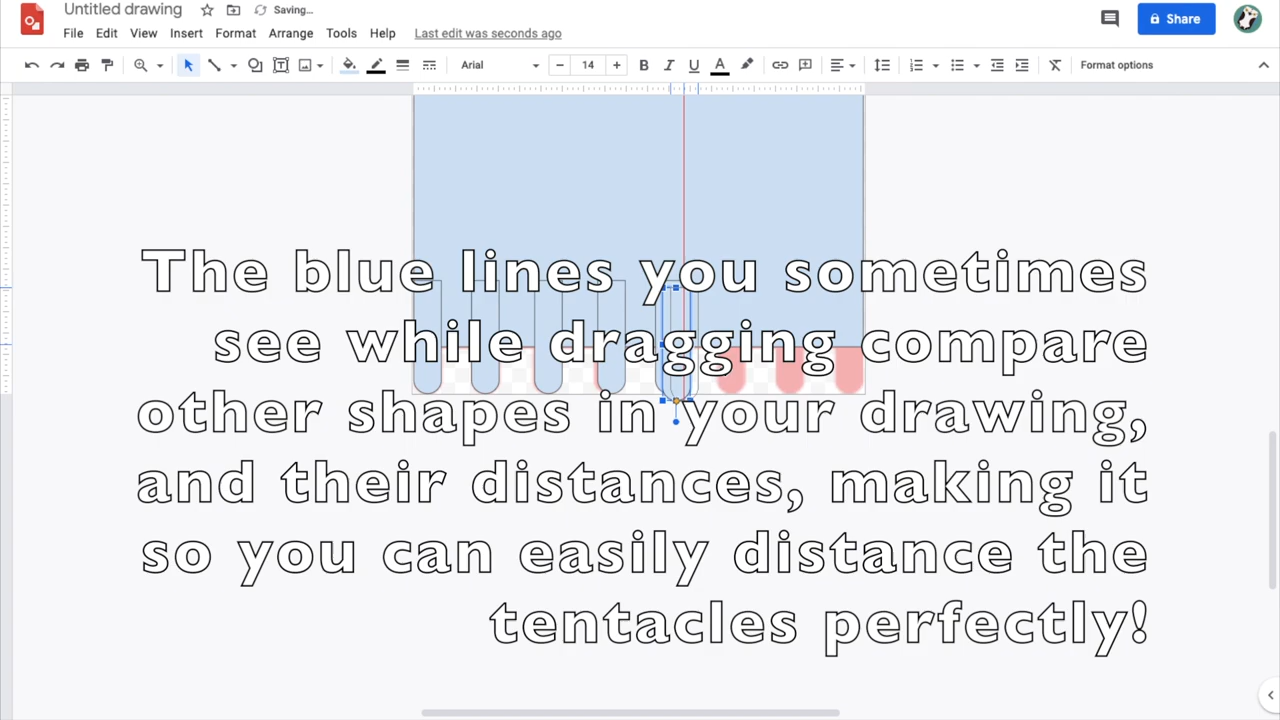 Untitled drawing
Saving...
File Edit View Insert Format Arrange Tools Help Last edit was seconds ago
Share
Arial
14
B I U A
Format options
The blue lines you sometimes
see while dragging compare
other shapes in your drawing,
and their distances, making it
so you can easily distance the
tentacles perfectly!